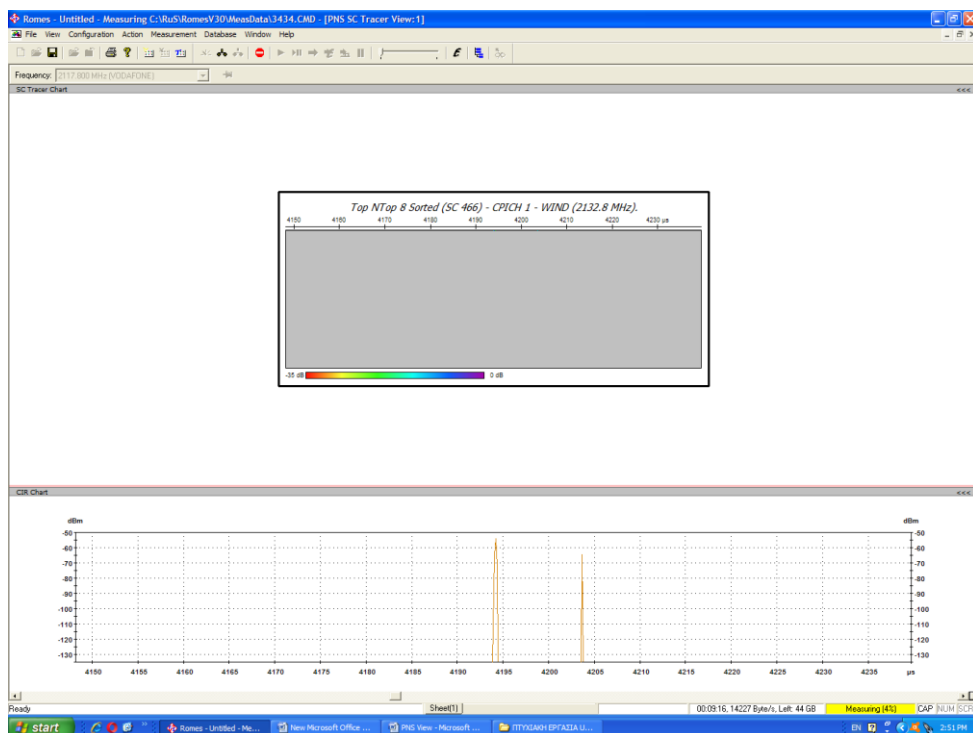 Romes - Untitled - Measuring C:\RuS\RomesV30\MeasData\3434.CMD - [PNS SC Tracer View:1]
File View Configuration Action Measurement Database Window Help
Frequency: 2117.800 MHz (VODAFONE)
SC Tracer Chart <<<
Top NTop 8 Sorted (SC 466) - CPICH 1 - WIND (2132.8 MHz).
4150 4160 4170 4180 4190 4200 4210 4220 4230 µs
-35 dB 0 dB
CIR Chart <<<
dBm dBm
-50 -50
-60 -60
-70 -70
-80 -80
-90 -90
-100 -100
-110 -110
-120 -120
-130 -130
4150 4155 4160 4165 4170 4175 4180 4185 4190 4195 4200 4205 4210 4215 4220 4225 4230 4235 µs
Ready Sheet(1) 00:09:16, 14227 Byte/s, Left: 44 GB Measuring (4%) CAP NUM SCR
start Romes - Untitled - Me... New Microsoft Office ... PNS View - Microsoft ... ΠΤΥΧΙΑΚΗ ΕΡΓΑΣΙΑ U... EN 2:51 PM